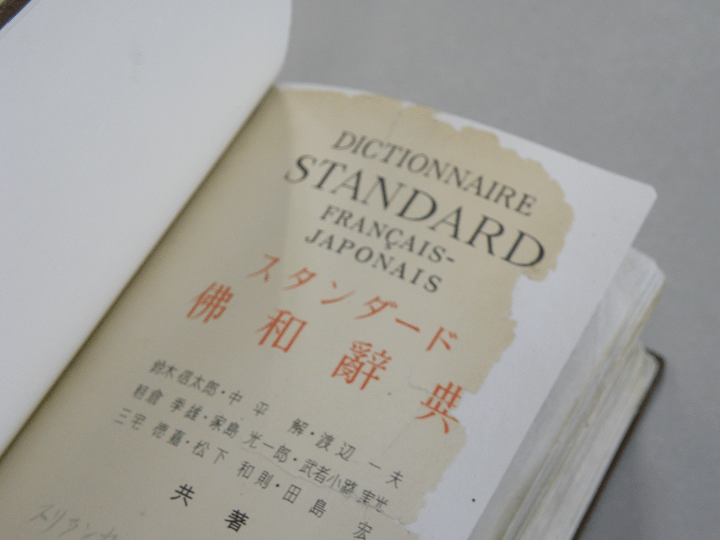 DICTIONNAIRE
STANDARD
FRANÇAIS-
JAPONAIS
スタンダード
佛和辭典
鈴木信太郎・中平解・渡辺一夫
朝倉季雄・家島光一郎・武者小路実光
三宅徳嘉・松下和則・田島宏
共著